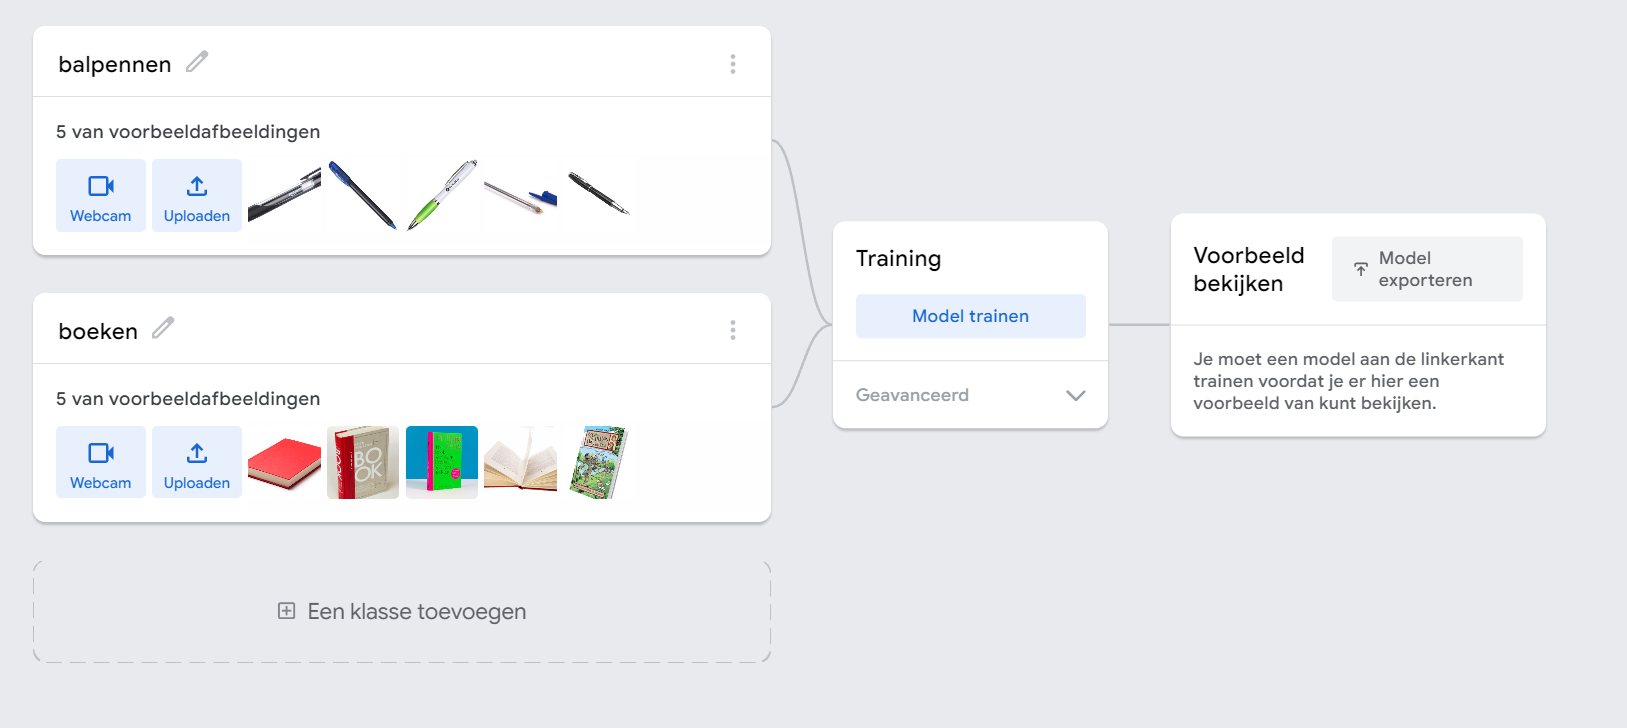 balpennen
5 van voorbeeldafbeeldingen
Webcam
Uploaden
boeken
5 van voorbeeldafbeeldingen
Webcam
Uploaden
BO
OK
Een klasse toevoegen
Training
Model trainen
Geavanceerd
Voorbeeld
bekijken
Model
exporteren
Je moet een model aan de linkerkant
trainen voordat je er hier een
voorbeeld van kunt bekijken.